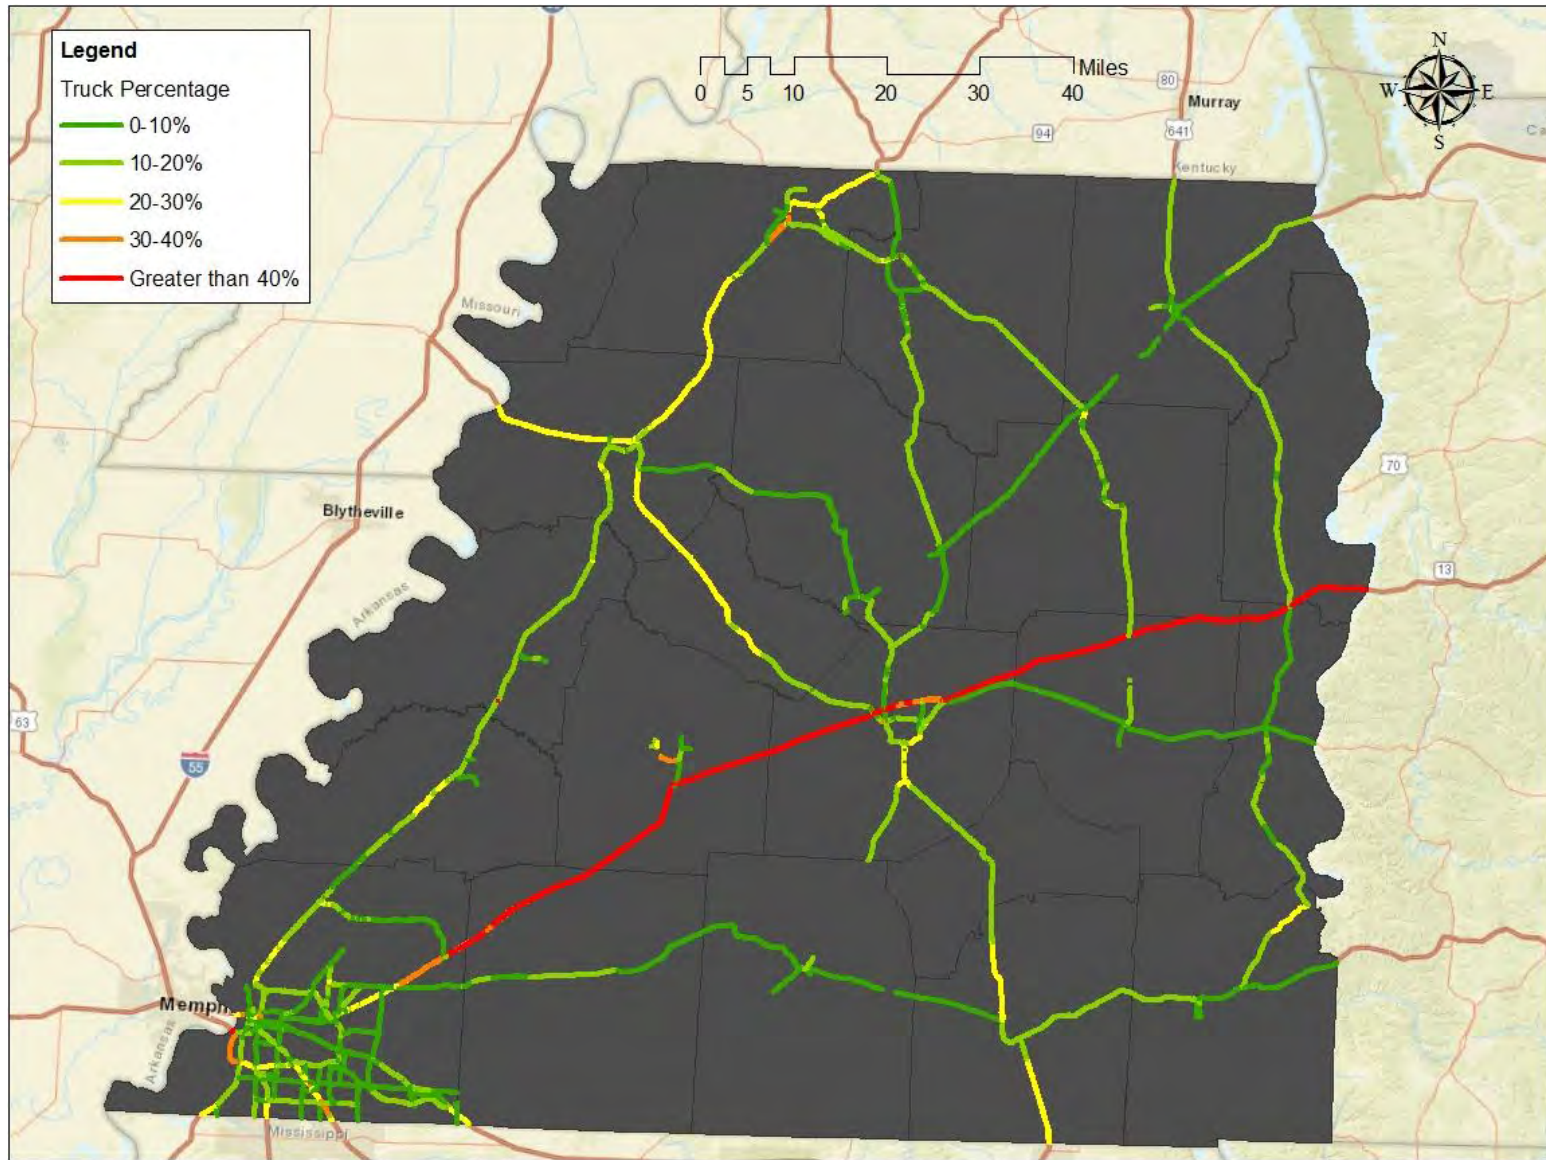 Legend
Truck Percentage
0-10%
10-20%
20-30%
30-40%
Greater than 40%
Miles
0 5 10 20 30 40
N
W E
S
80
Murray
94
641
Kentucky
Ca
Missouri
Blytheville
70
Arkansas
13
63
55
Memph
Arkansas
Mississippi